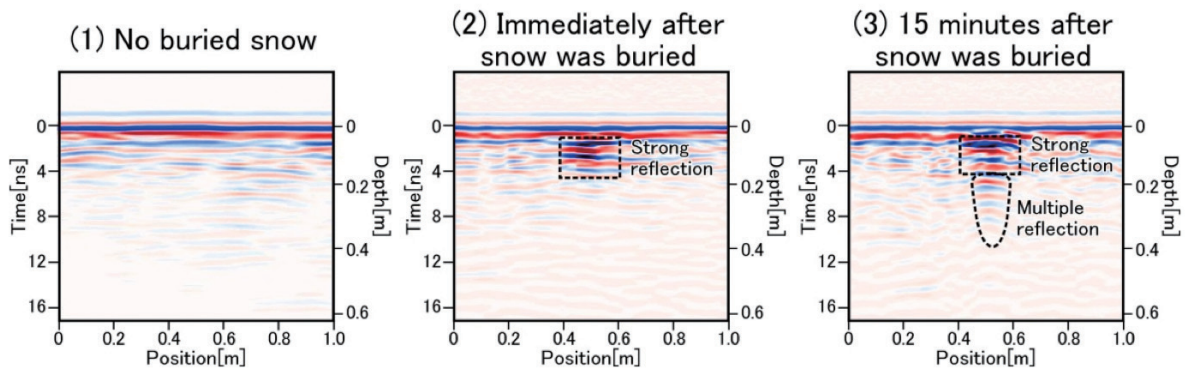 (1) No buried snow
(2) Immediately after
snow was buried
(3) 15 minutes after
snow was buried
0
4
8
12
16
Time[ns]
0
0.2
0.4
0.6
Depth[m]
0 0.2 0.4 0.6 0.8 1.0
Position[m]
0
4
8
12
16
Time[ns]
Strong
reflection
0
0.2
0.4
0.6
Depth[m]
0 0.2 0.4 0.6 0.8 1.0
Position[m]
0
4
8
12
16
Time[ns]
Strong
reflection
Multiple
reflection
0
0.2
0.4
0.6
Depth[m]
0 0.2 0.4 0.6 0.8 1.0
Position[m]